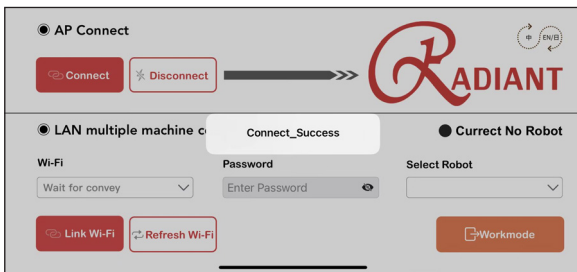 AP Connect
中 EN/日
Connect Disconnect
RADIANT
LAN multiple machine c
Connect_Success
Currect No Robot
Wi-Fi Password Select Robot
Wait for convey Enter Password
Link Wi-Fi Refresh Wi-Fi Workmode